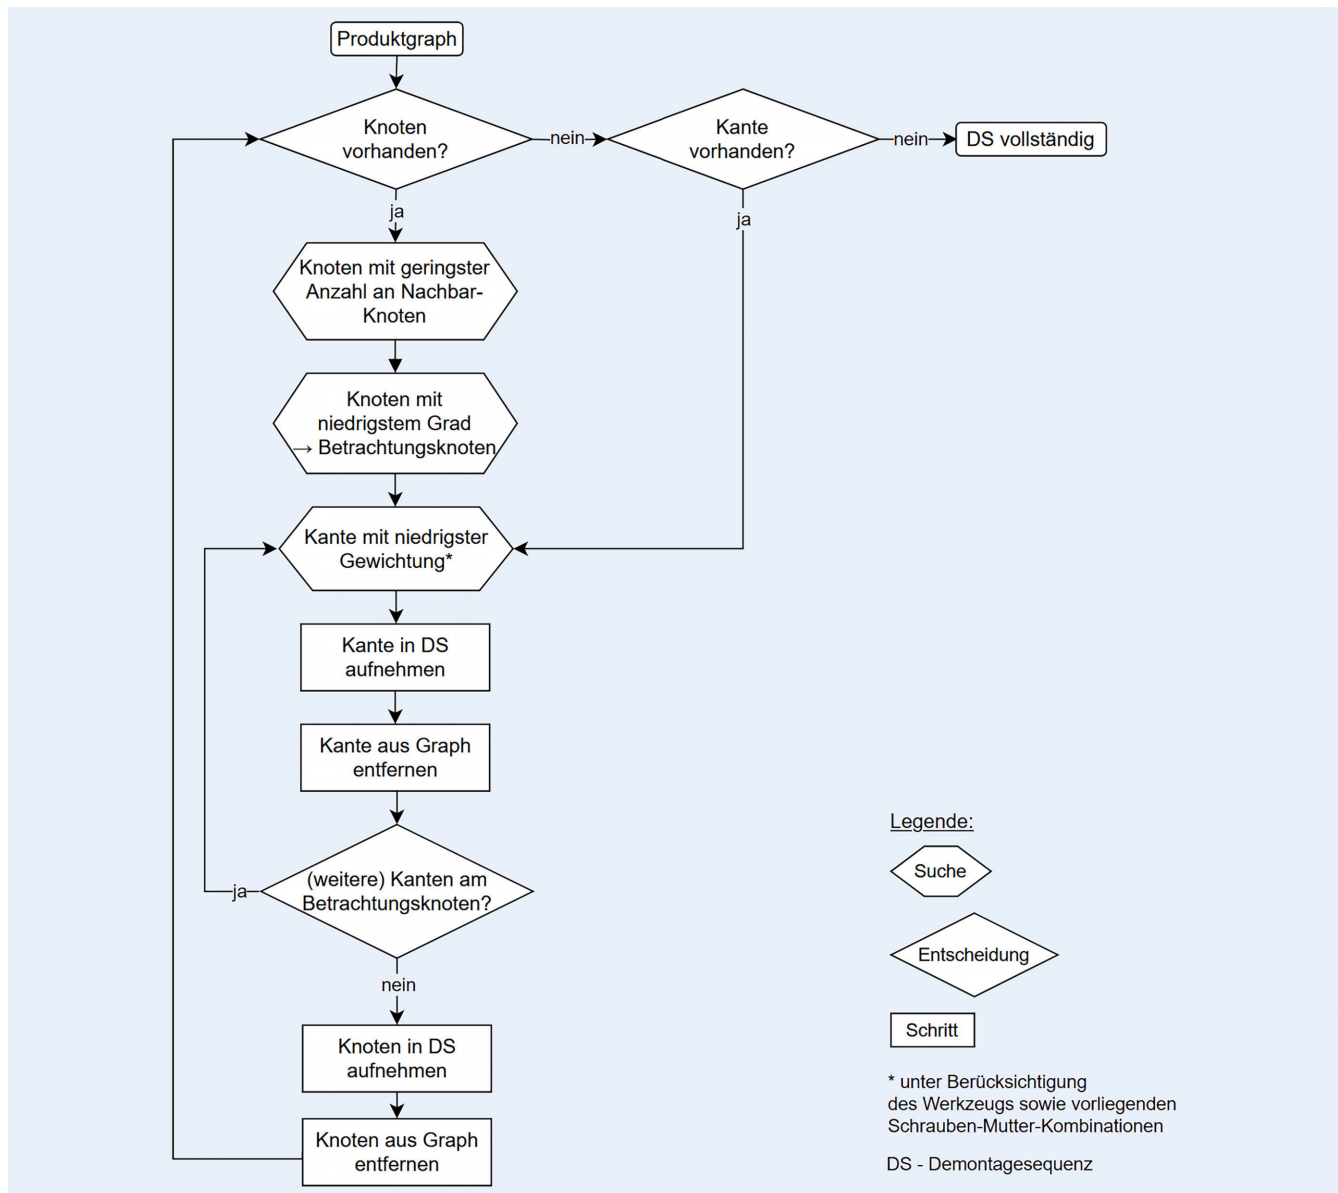 Produktgraph
Knoten
vorhanden?
nein
Kante
vorhanden?
nein
DS vollständig
ja
ja
Knoten mit geringster
Anzahl an Nachbar-
Knoten
Knoten mit
niedrigstem Grad
→ Betrachtungsknoten
Kante mit niedrigster
Gewichtung*
Kante in DS
aufnehmen
Kante aus Graph
entfernen
(weitere) Kanten am
Betrachtungsknoten?
ja
nein
Knoten in DS
aufnehmen
Knoten aus Graph
entfernen
Legende:
Suche
Entscheidung
Schritt
* unter Berücksichtigung
des Werkzeugs sowie vorliegenden
Schrauben-Mutter-Kombinationen
DS - Demontagesequenz